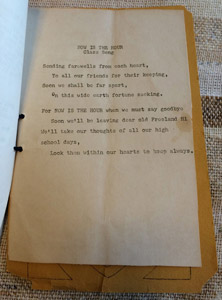 NOW IS THE HOUR
Class Song
Sending farewells from each heart,
To all our friends for their keeping.
Soon we shall be far apart,
On this wide earth fortune seeking.
For NOW IS THE HOUR when we must say goodbye
Soon we'll be leaving dear old Freeland Hi
We'll take our thoughts of all our high
school days,
Lock them within our hearts to keep always.